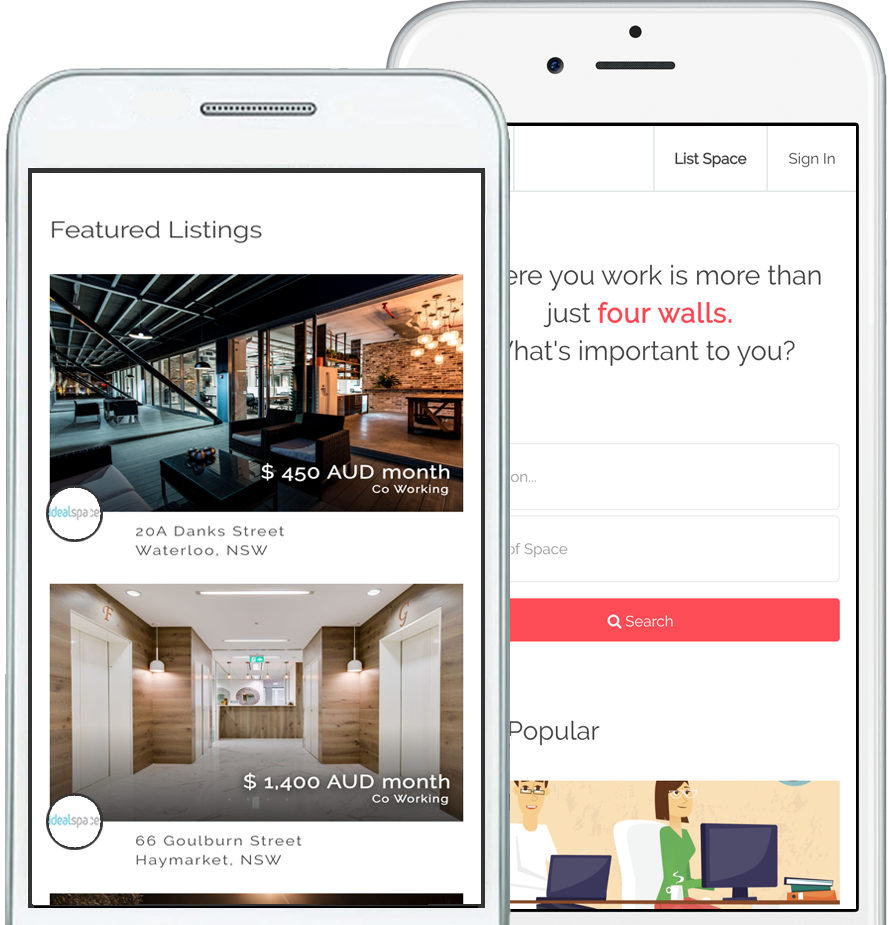 Featured Listings
$ 450 AUD month
Co Working
idealspace
20A Danks Street
Waterloo, NSW
F
G
$ 1,400 AUD month
Co Working
idealspace
66 Goulburn Street
Haymarket, NSW
List Space
Sign In
ere you work is more than
just four walls.
hat's important to you?
on...
of Space
Search
Popular